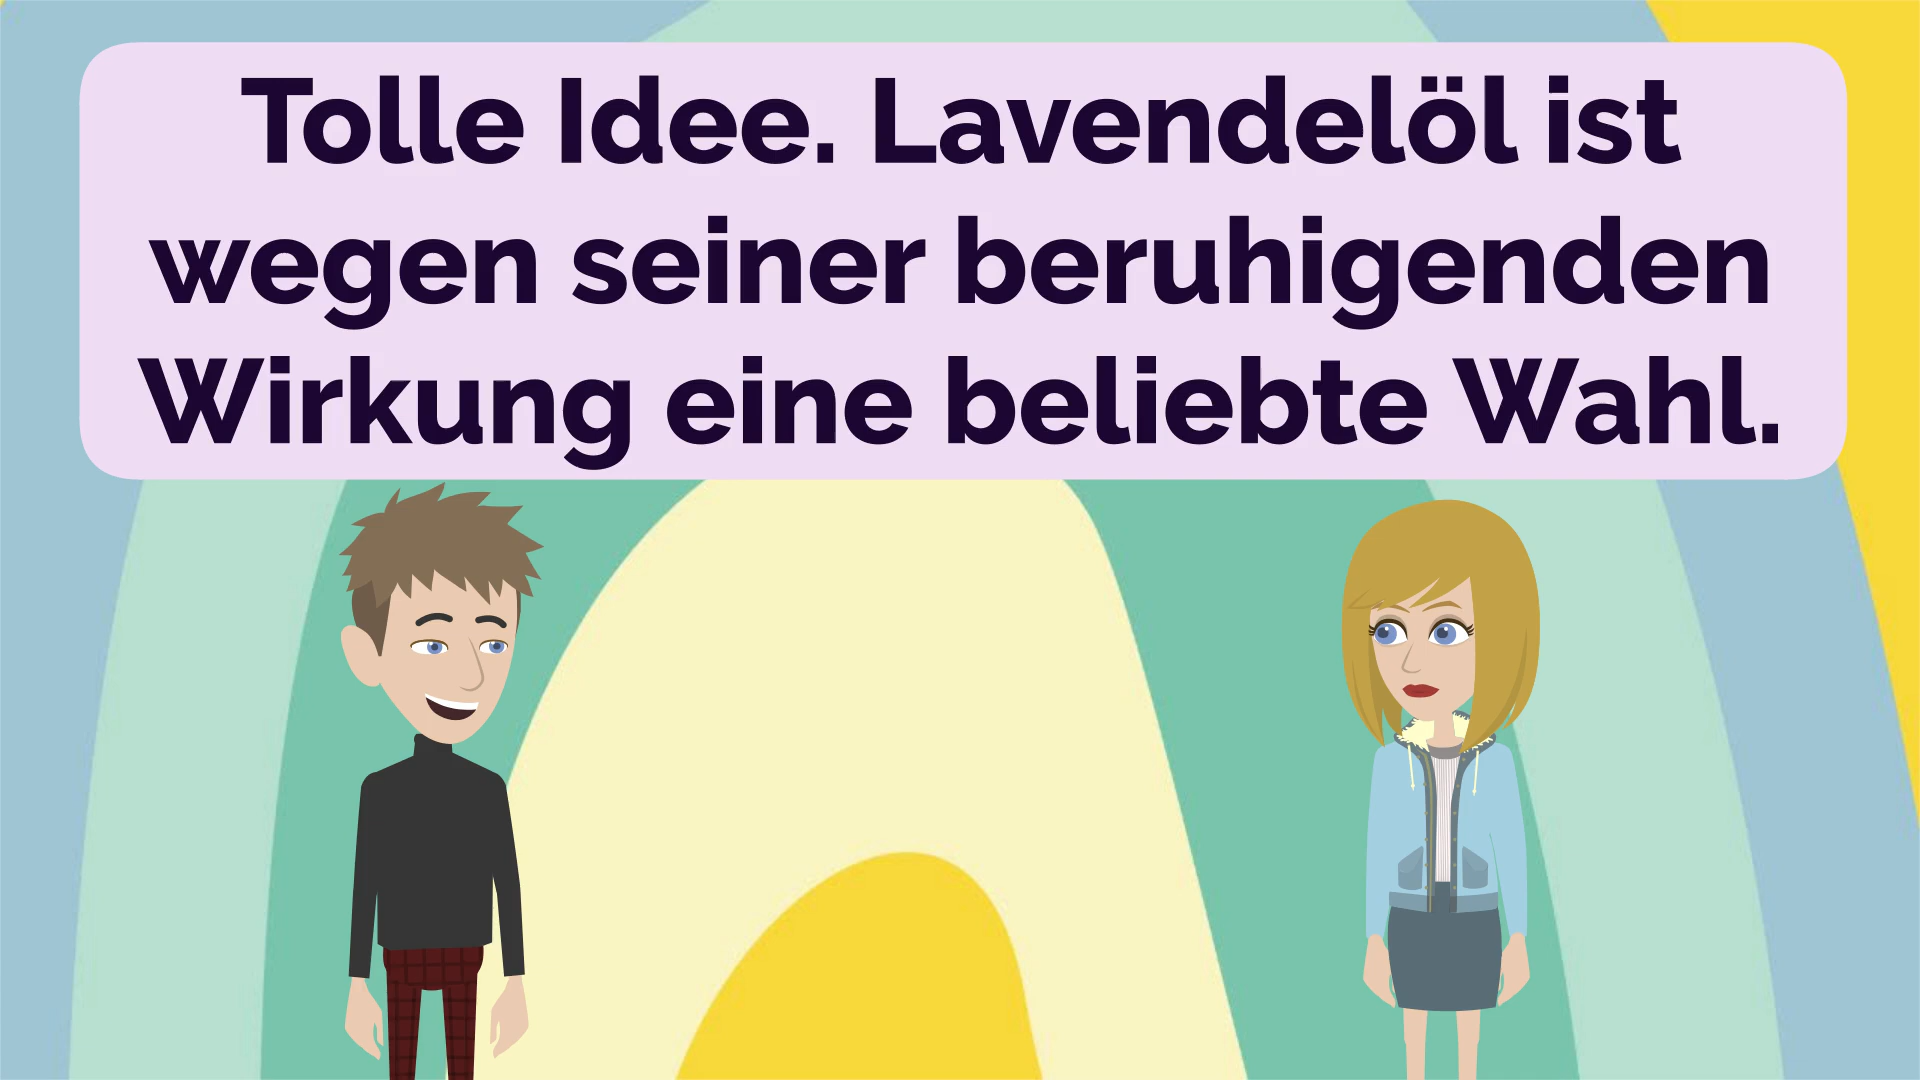 Tolle Idee. Lavendelöl ist
wegen seiner beruhigenden
Wirkung eine beliebte Wahl.